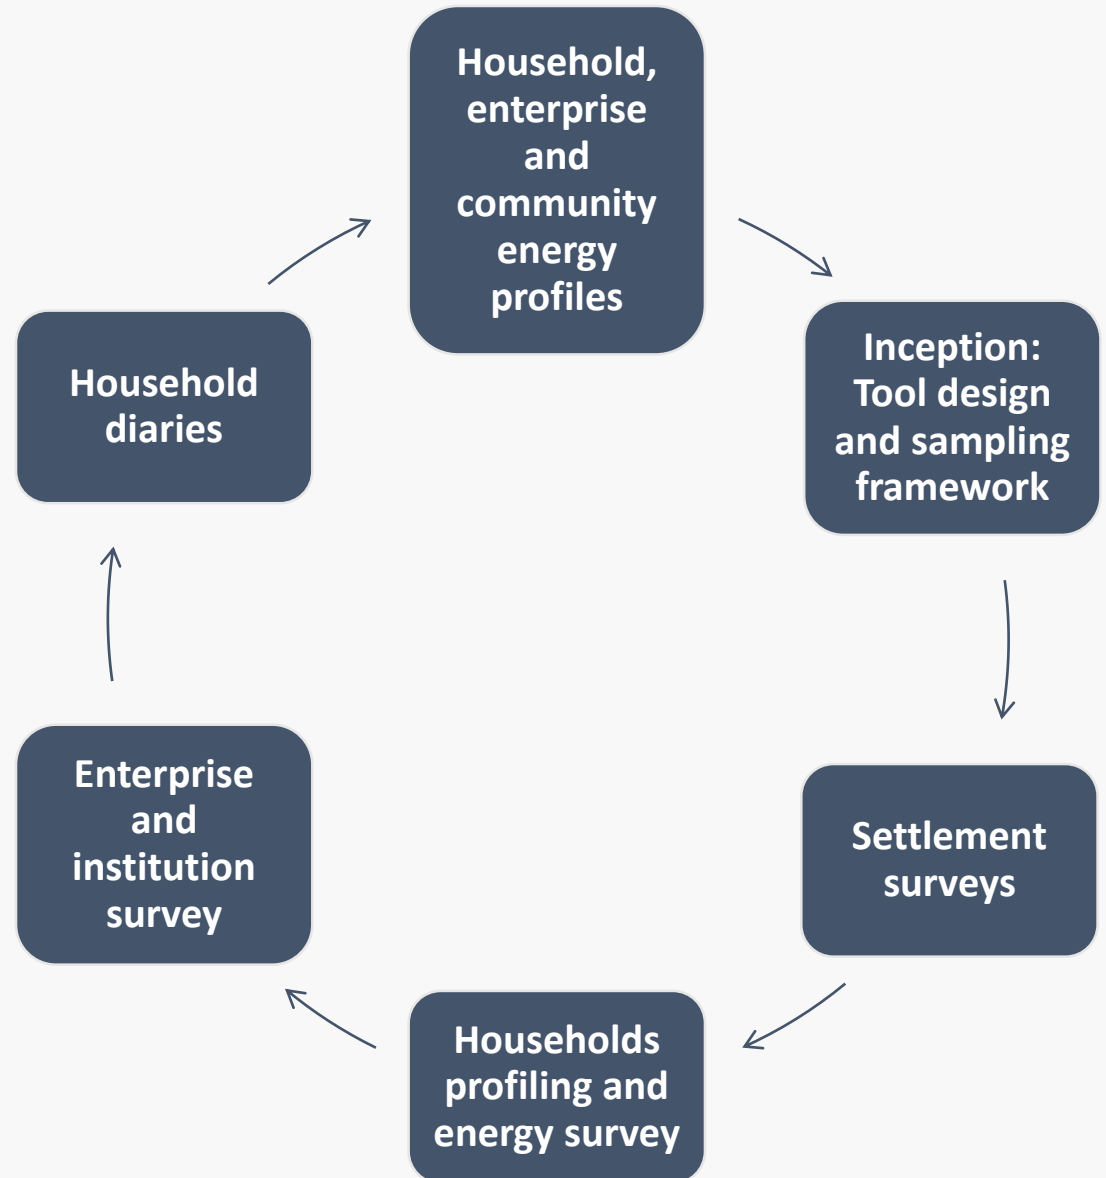 Household,
enterprise
and
community
energy
profiles
Inception:
Tool design
and sampling
framework
Settlement
surveys
Households
profiling and
energy survey
Enterprise
and
institution
survey
Household
diaries